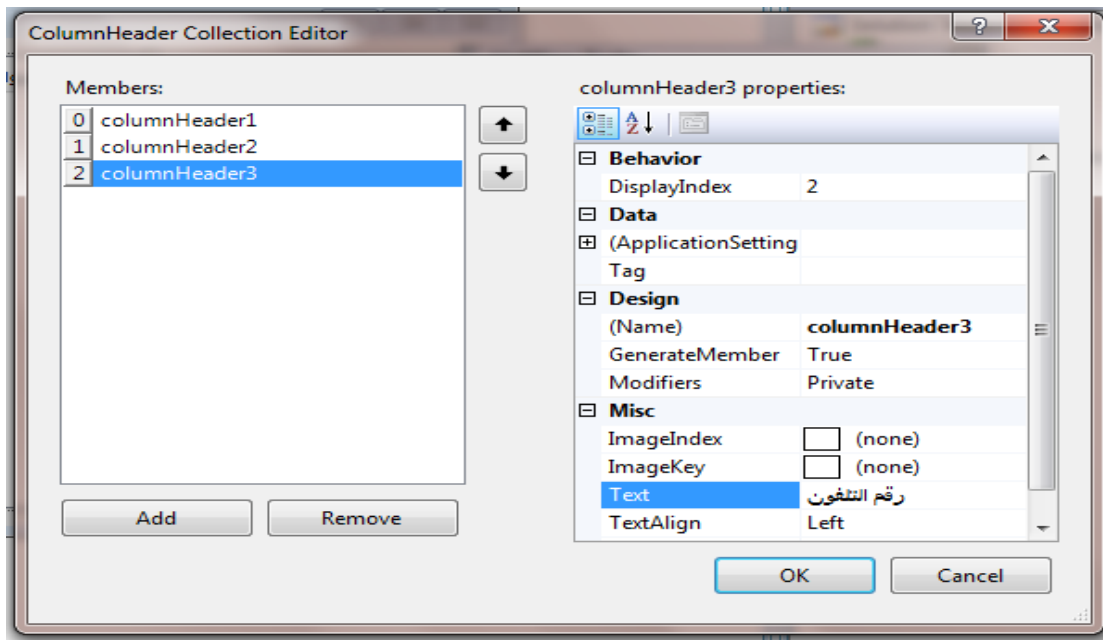 ColumnHeader Collection Editor
Members:
0 columnHeader1
1 columnHeader2
2 columnHeader3
Add
Remove
columnHeader3 properties:
Behavior
DisplayIndex 2
Data
(ApplicationSetting
Tag
Design
(Name) columnHeader3
GenerateMember True
Modifiers Private
Misc
ImageIndex (none)
ImageKey (none)
Text رقم التلفون
TextAlign Left
OK
Cancel